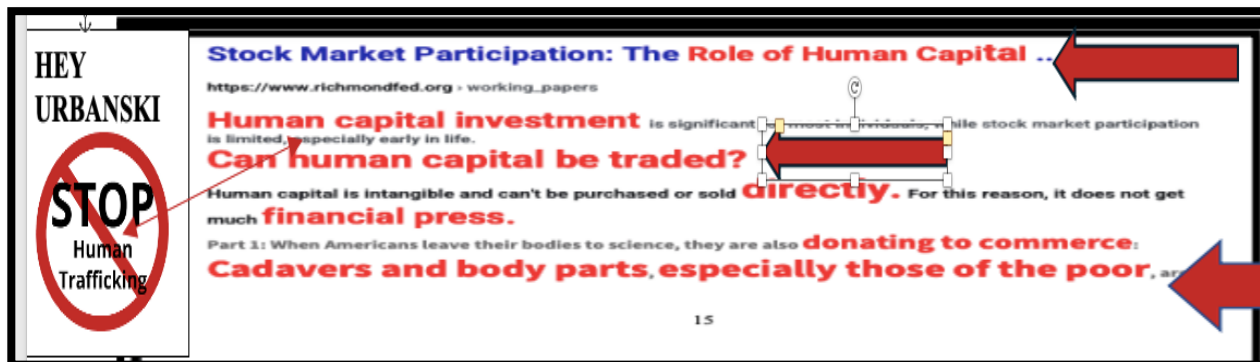 HEY
URBANSKI
STOP
Human
Trafficking
Stock Market Participation: The Role of Human Capital ...
https://www.richmondfed.org › working_papers
Human capital investment is significant while stock market participation
is limited, especially early in life.
Can human capital be traded?
Human capital is intangible and can't be purchased or sold directly. For this reason, it does not get
much financial press.
Part 1: When Americans leave their bodies to science, they are also donating to commerce:
Cadavers and body parts, especially those of the poor,
15